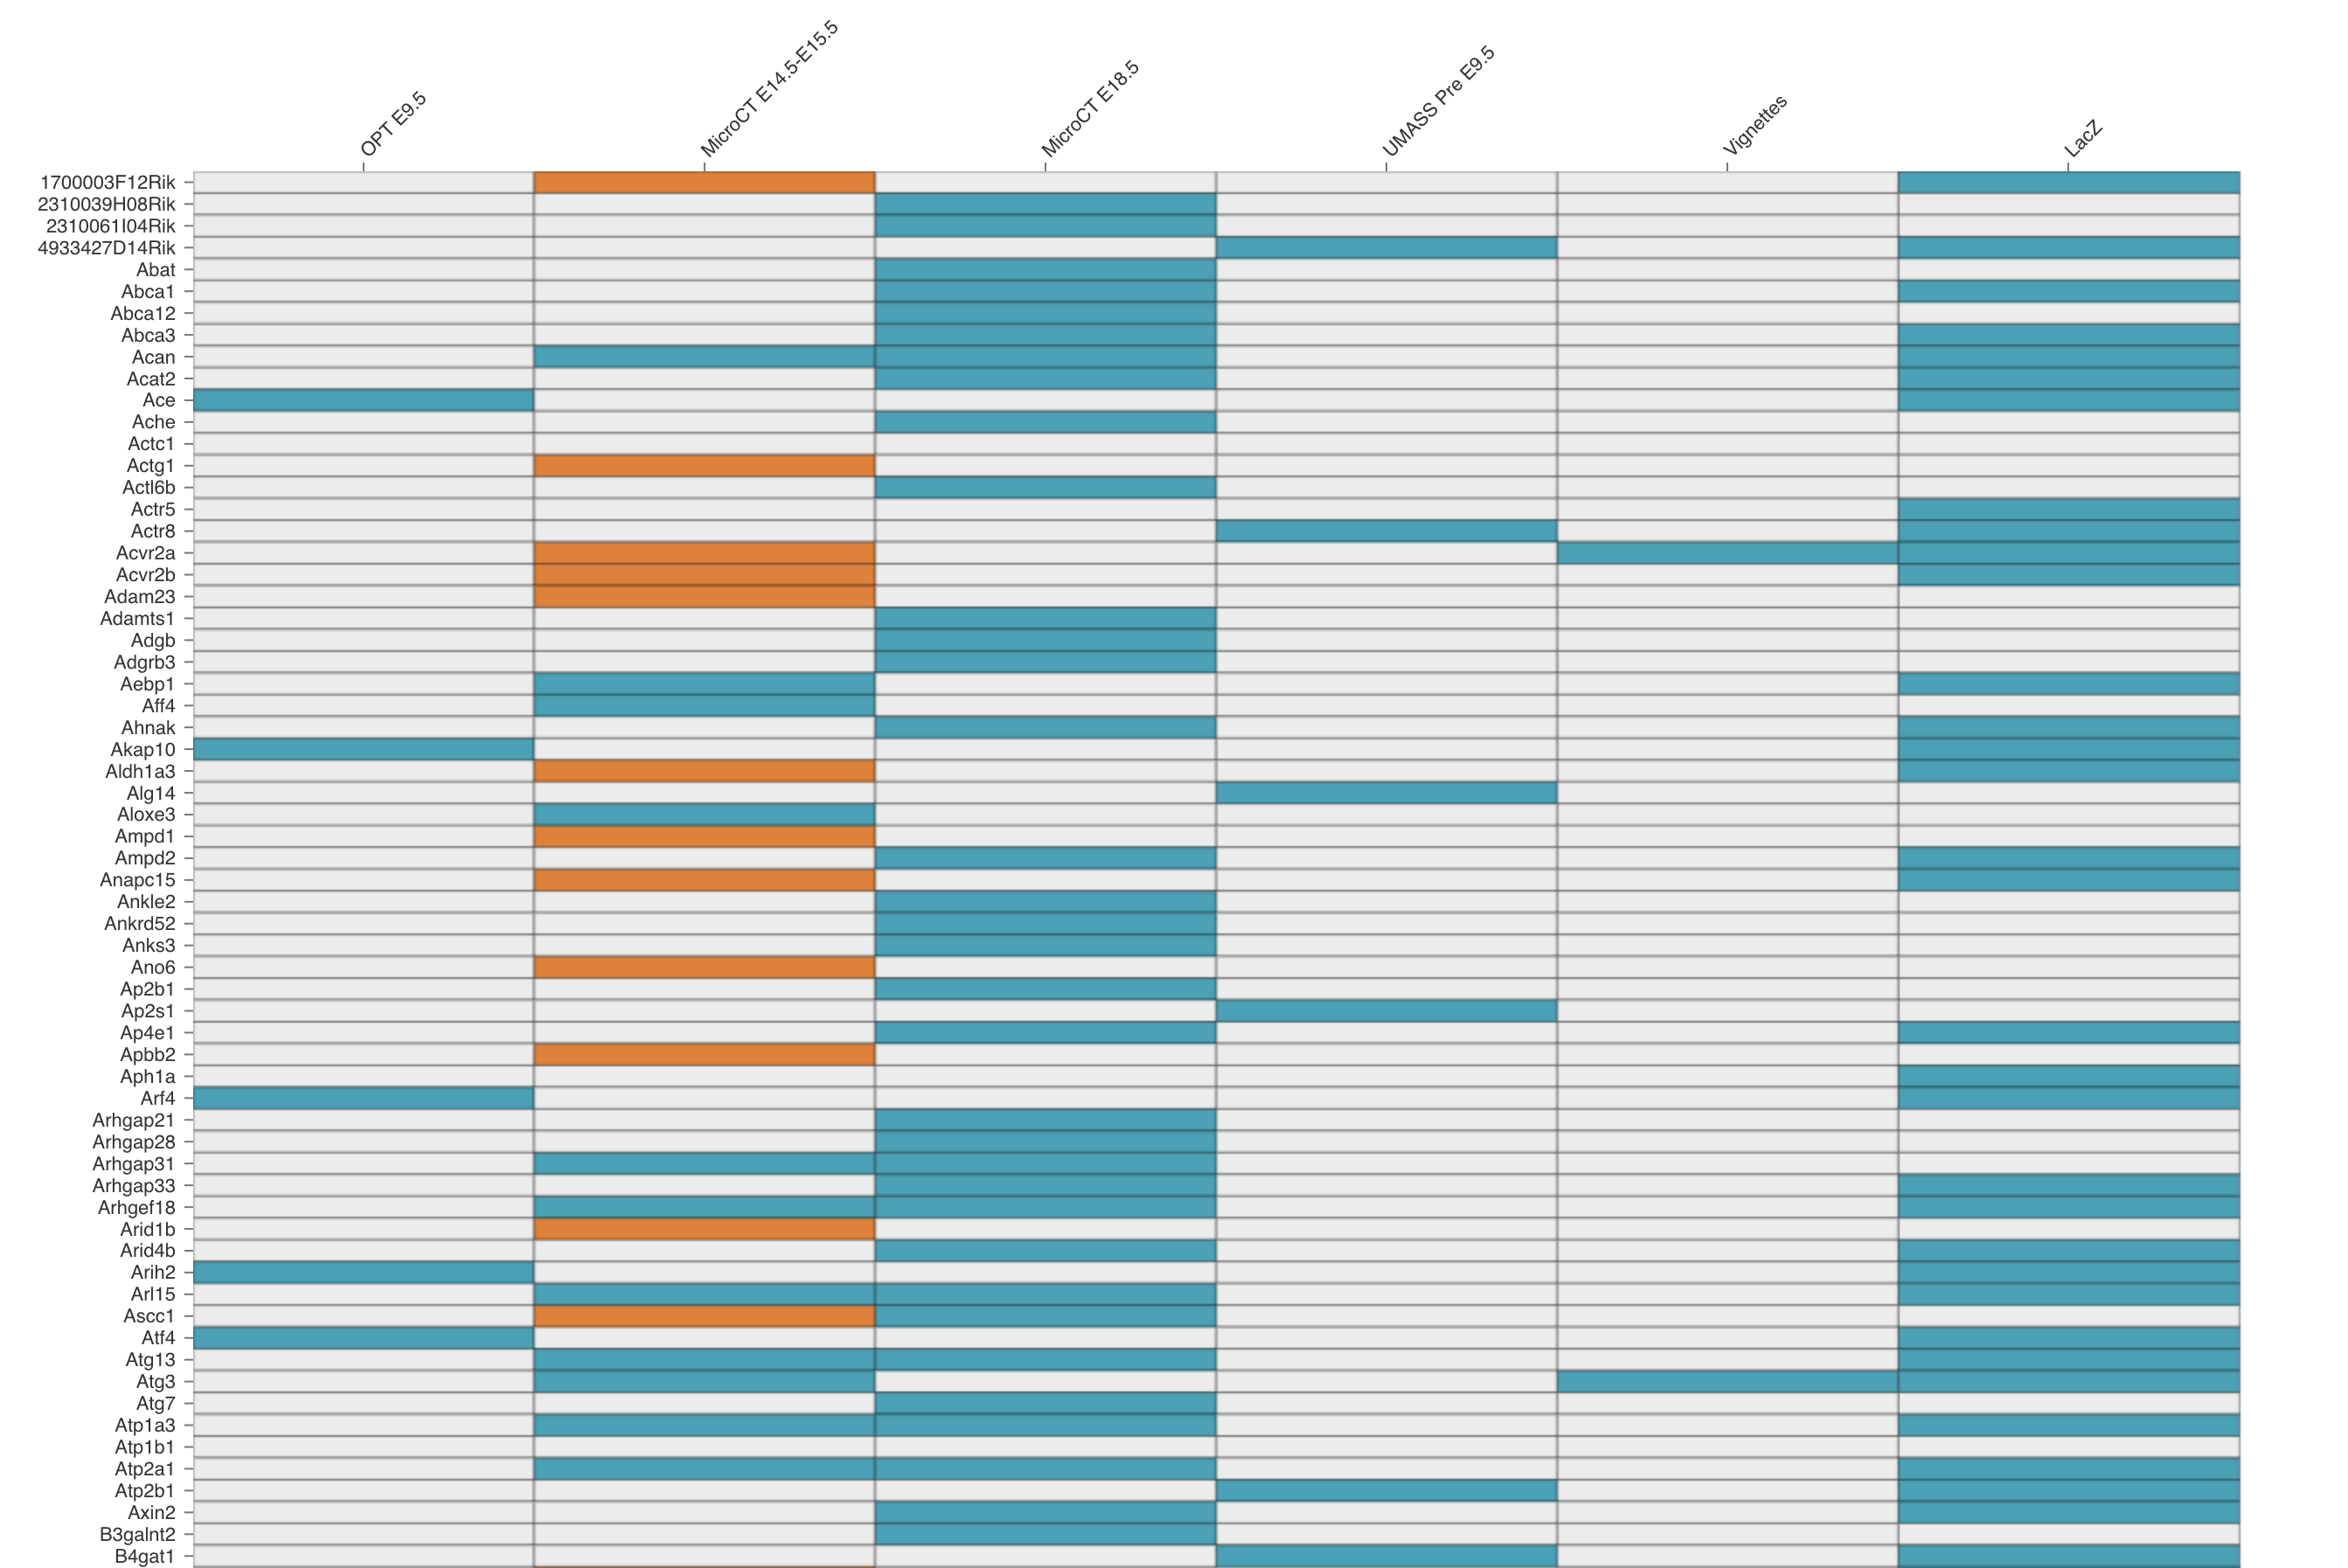 OPT E9.5
MicroCT E14.5-E15.5
MicroCT E18.5
UMASS Pre E9.5
Vignettes
LacZ
1700003F12Rik
2310039H08Rik
2310061I04Rik
4933427D14Rik
Abat
Abca1
Abca12
Abca3
Acan
Acat2
Ace
Ache
Actc1
Actg1
Actl6b
Actr5
Actr8
Acvr2a
Acvr2b
Adam23
Adamts1
Adgb
Adgrb3
Aebp1
Aff4
Ahnak
Akap10
Aldh1a3
Alg14
Aloxe3
Ampd1
Ampd2
Anapc15
Ankle2
Ankrd52
Anks3
Ano6
Ap2b1
Ap2s1
Ap4e1
Apbb2
Aph1a
Arf4
Arhgap21
Arhgap28
Arhgap31
Arhgap33
Arhgef18
Arid1b
Arid4b
Arih2
Arl15
Ascc1
Atf4
Atg13
Atg3
Atg7
Atp1a3
Atp1b1
Atp2a1
Atp2b1
Axin2
B3galnt2
B4gat1